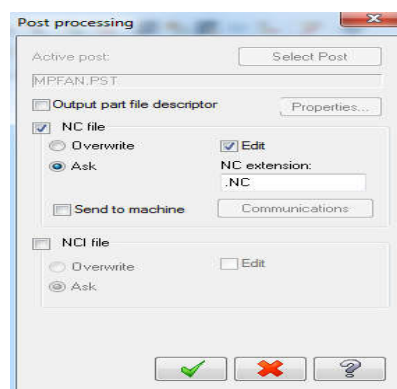 Post processing
Active post:
Select Post
MPFAN.PST
Output part file descriptor
Properties...
NC file
Overwrite
Edit
Ask
NC extension:
.NC
Send to machine
Communications
NCI file
Overwrite
Edit
Ask